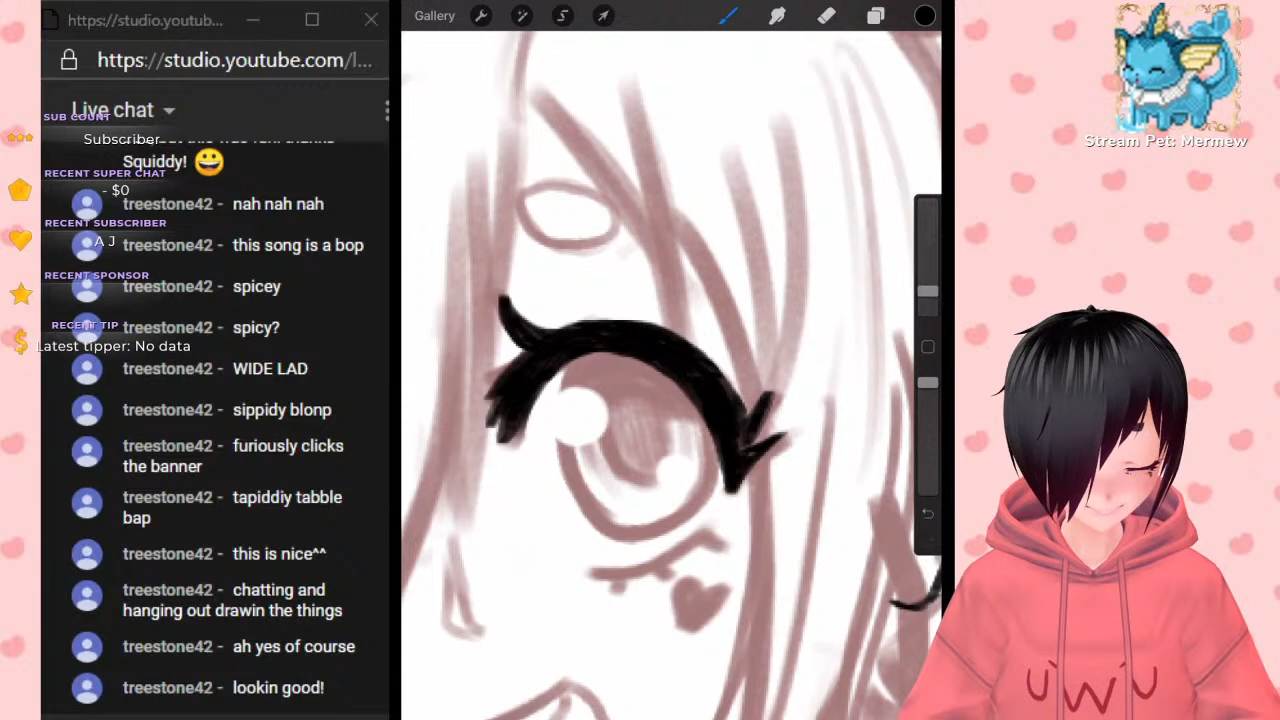 https://studio.youtub...
https://studio.youtube.com/l...
Live chat
SUB COUNT
Subscriber
Squiddy! 😀
RECENT SUPER CHAT
- $0
treestone42 - nah nah nah
RECENT SUBSCRIBER
A J
treestone42 - this song is a bop
RECENT SPONSOR
treestone42 - spicey
RECENT TIP
treestone42 - spicy?
Latest tipper: No data
treestone42 - WIDE LAD
treestone42 - sippidy blonp
treestone42 - furiously clicks
the banner
treestone42 - tapiddiy tabble
bap
treestone42 - this is nice^^
treestone42 - chatting and
hanging out drawin the things
treestone42 - ah yes of course
treestone42 - lookin good!
Gallery
Stream Pet: Mermew
UWU